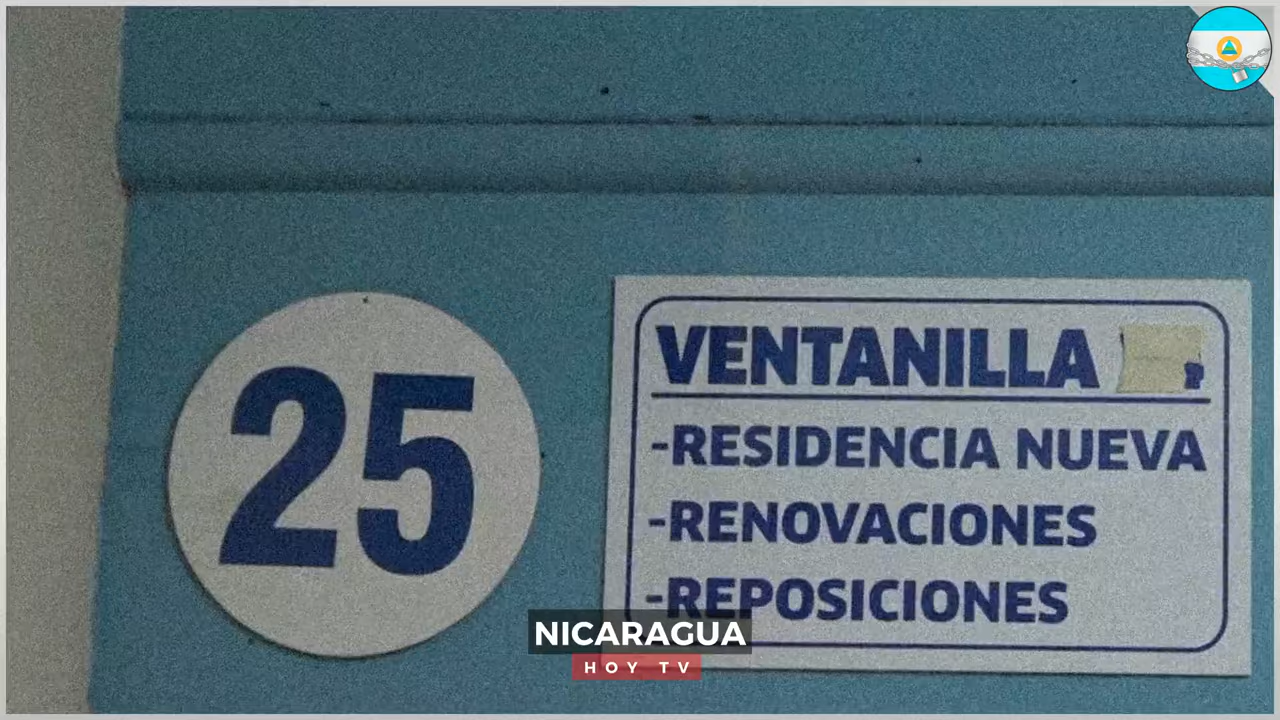 25
VENTANILLA
-RESIDENCIA NUEVA
-RENOVACIONES
-REPOSICIONES
NICARAGUA
HOY TV